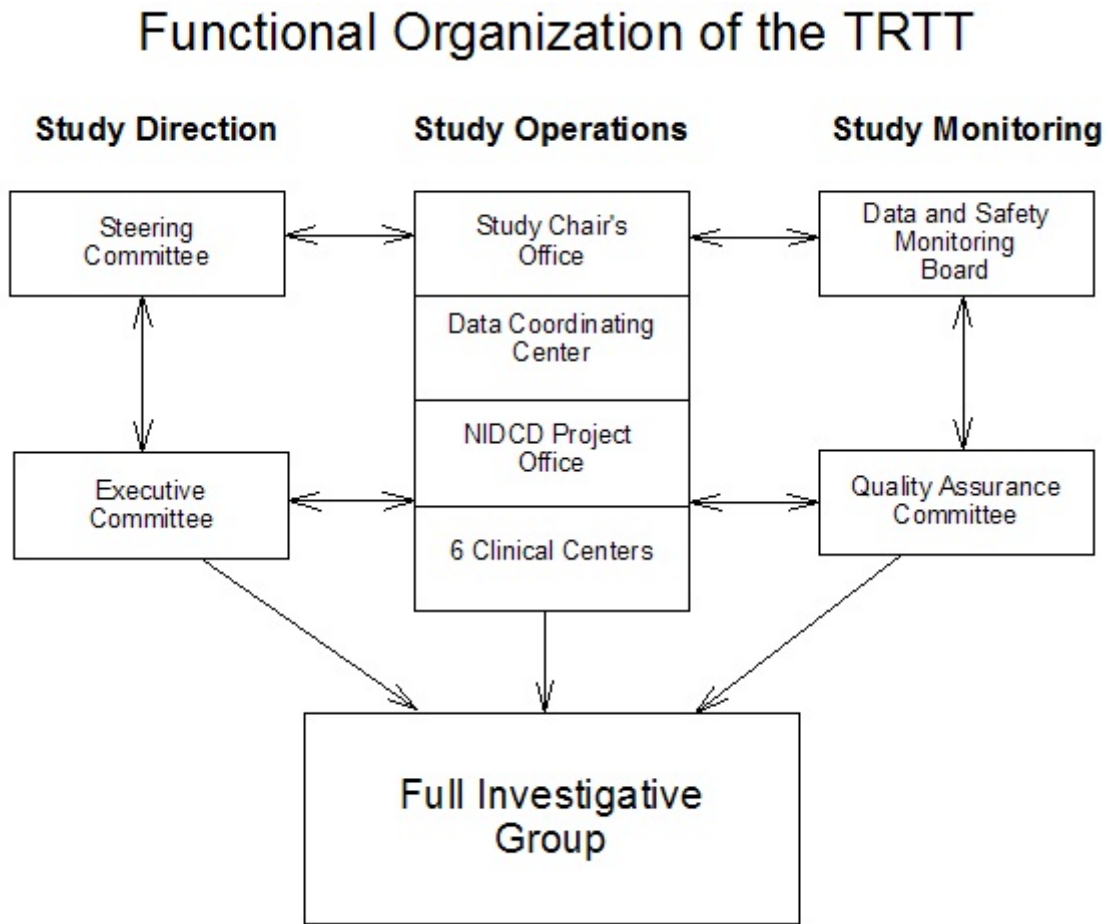 Functional Organization of the TRTT
Study Direction
Study Operations
Study Monitoring
Steering
Committee
Study Chair's
Office
Data and Safety
Monitoring
Board
Data Coordinating
Center
NIDCD Project
Office
Executive
Committee
Quality Assurance
Committee
6 Clinical Centers
Full Investigative
Group